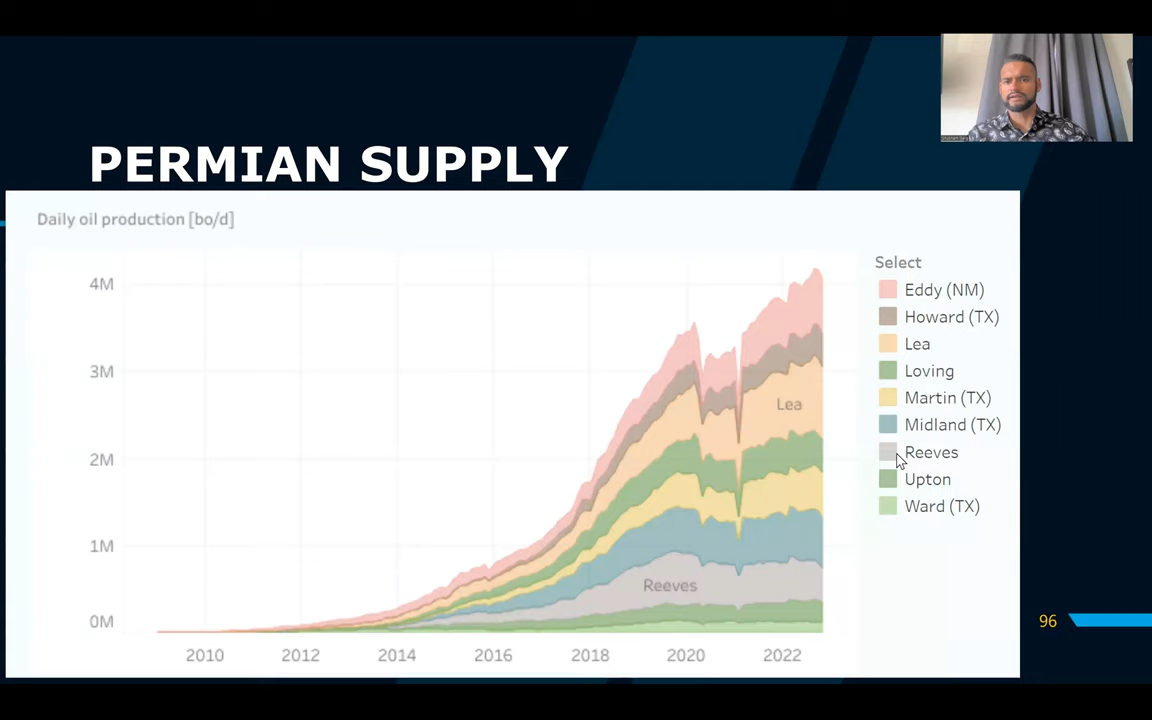 PERMIAN SUPPLY
Daily oil production [bo/d]
4M
3M
2M
1M
0M
2010 2012 2014 2016 2018 2020 2022
Lea
Reeves
Select
Eddy (NM)
Howard (TX)
Lea
Loving
Martin (TX)
Midland (TX)
Reeves
Upton
Ward (TX)
96